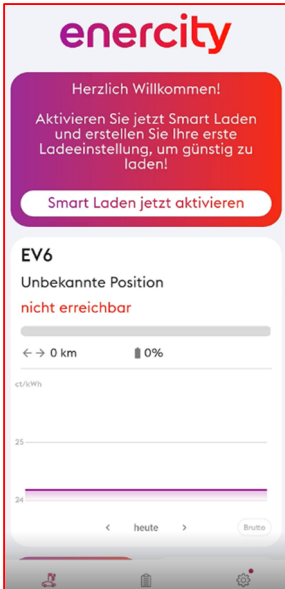 enercity
Herzlich Willkommen!
Aktivieren Sie jetzt Smart Laden
und erstellen Sie Ihre erste
Ladeeinstellung, um günstig zu
laden!
Smart Laden jetzt aktivieren
EV6
Unbekannte Position
nicht erreichbar
0 km 0%
ct/kWh
25
24
heute
Brutto